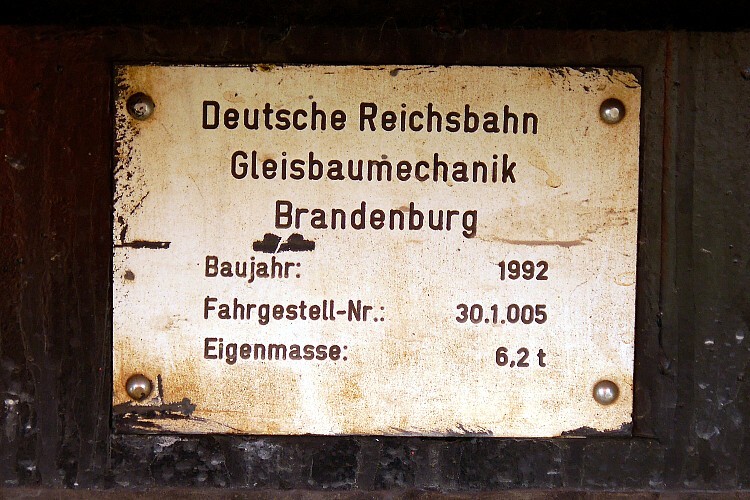 Deutsche Reichsbahn
Gleisbaumechanik
Brandenburg
Baujahr: 1992
Fahrgestell-Nr.: 30.1.005
Eigenmasse: 6,2 t